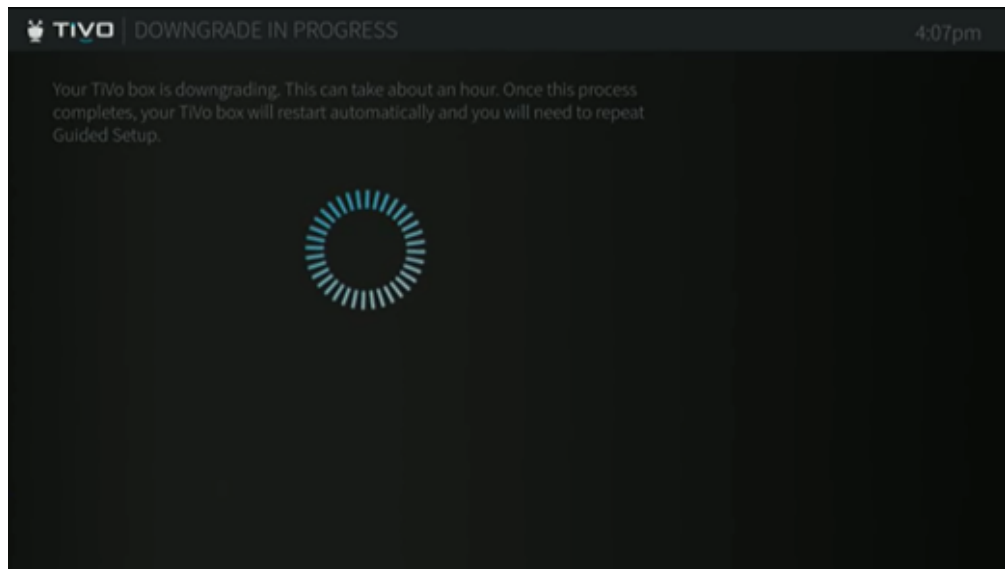 TIVO DOWNGRADE IN PROGRESS 4:07pm
Your TiVo box is downgrading. This can take about an hour. Once this process
completes, your TiVo box will restart automatically and you will need to repeat
Guided Setup.